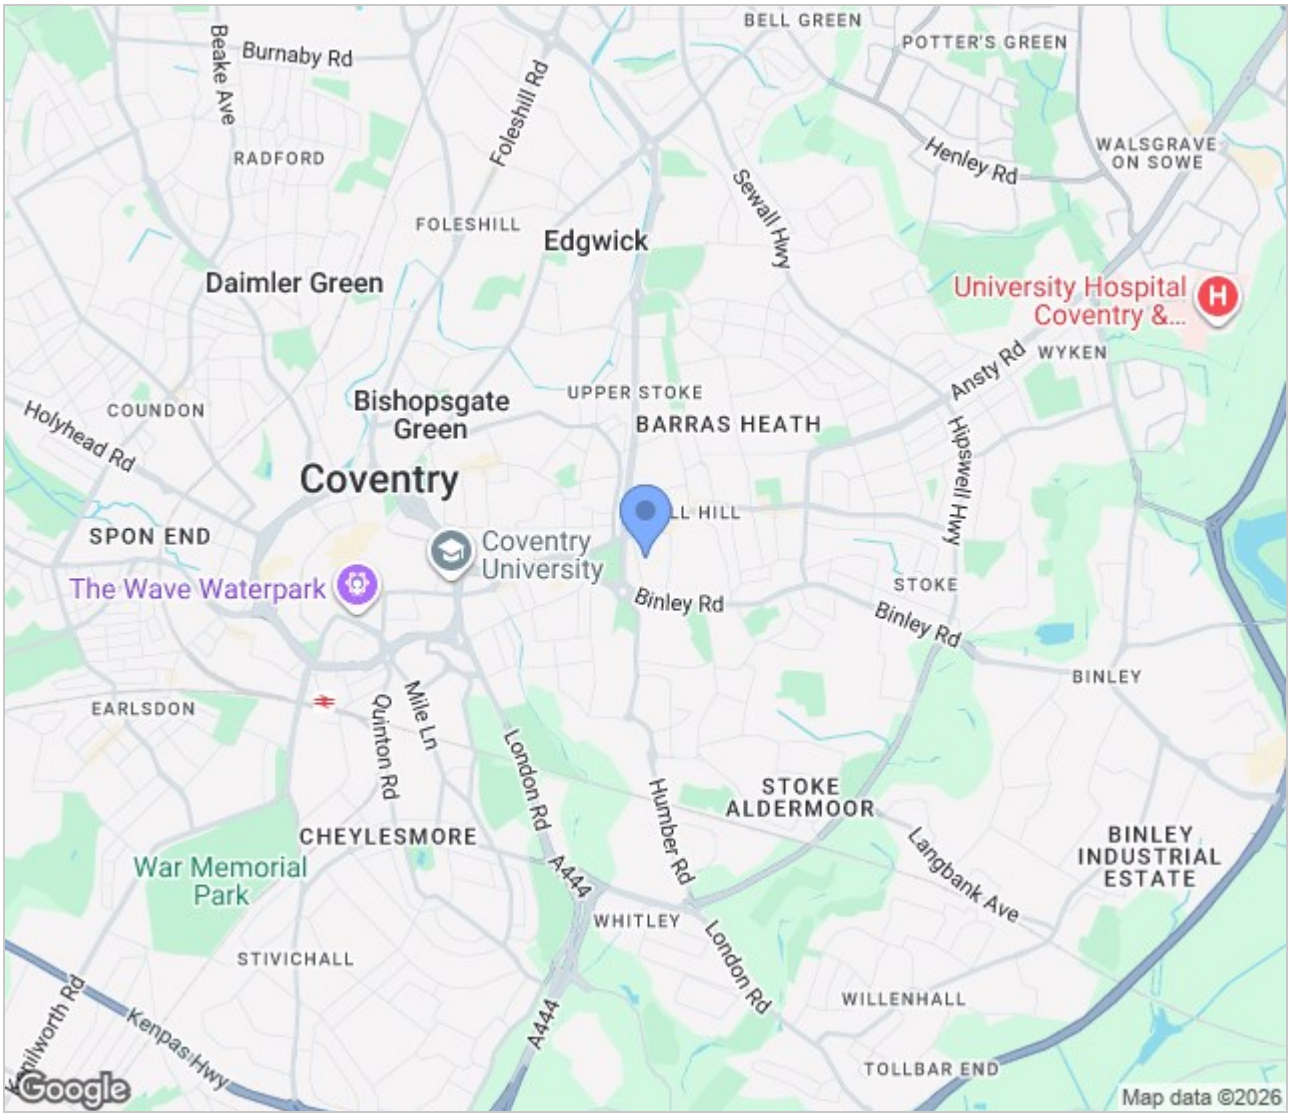 BELL GREEN
POTTER'S GREEN
Beake Ave
Burnaby Rd
Foleshill Rd
Henley Rd
WALSGRAVE
ON SOWE
RADFORD
Sewall Hwy
FOLESHILL
Edgwick
Daimler Green
University Hospital
Coventry &...
H
WYKEN
Ansty Rd
UPPER STOKE
Bishopsgate
Green
COUNDON
BARRAS HEATH
Holyhead Rd
Hipswell Hwy
Coventry
LL HILL
SPON END
Coventry
University
The Wave Waterpark
STOKE
Binley Rd
Binley Rd
BINLEY
EARLSDON
Quinton Rd
Mile Ln
London Rd
STOKE
ALDERMOOR
Humber Rd
CHEYLESMORE
Langbank Ave
BINLEY
INDUSTRIAL
ESTATE
War Memorial
Park
A444
WHITLEY
London Rd
STIVICHALL
WILLENHALL
Kenilworth Rd
Kenpas Hwy
A444
TOLLBAR END
Google
Map data ©2026